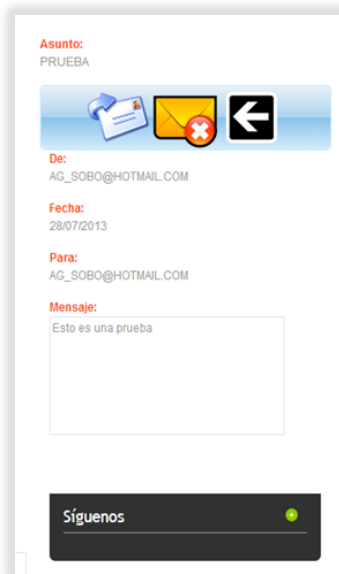 Asunto:
PRUEBA
De:
AG_SOBO@HOTMAIL.COM
Fecha:
28/07/2013
Para:
AG_SOBO@HOTMAIL.COM
Mensaje:
Esto es una prueba
Síguenos